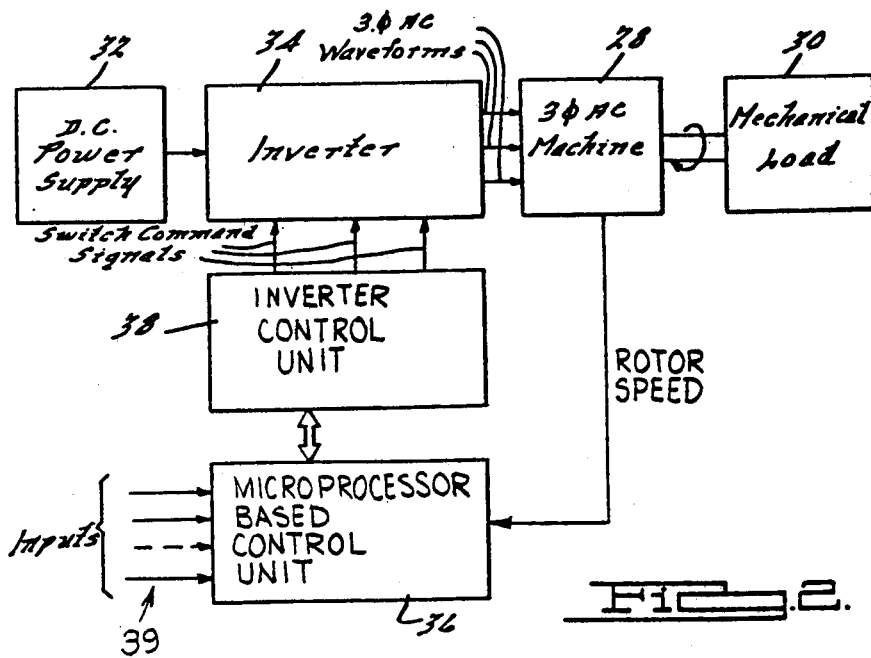 32
34
3φ AC
Waveforms
28
30
D.C.
Power
Supply
Inverter
3φ AC
Machine
Mechanical
Load
Switch Command
Signals
38
INVERTER
CONTROL
UNIT
ROTOR
SPEED
Inputs
MICROPROCESSOR
BASED
CONTROL
UNIT
39
36
FIG. 2.